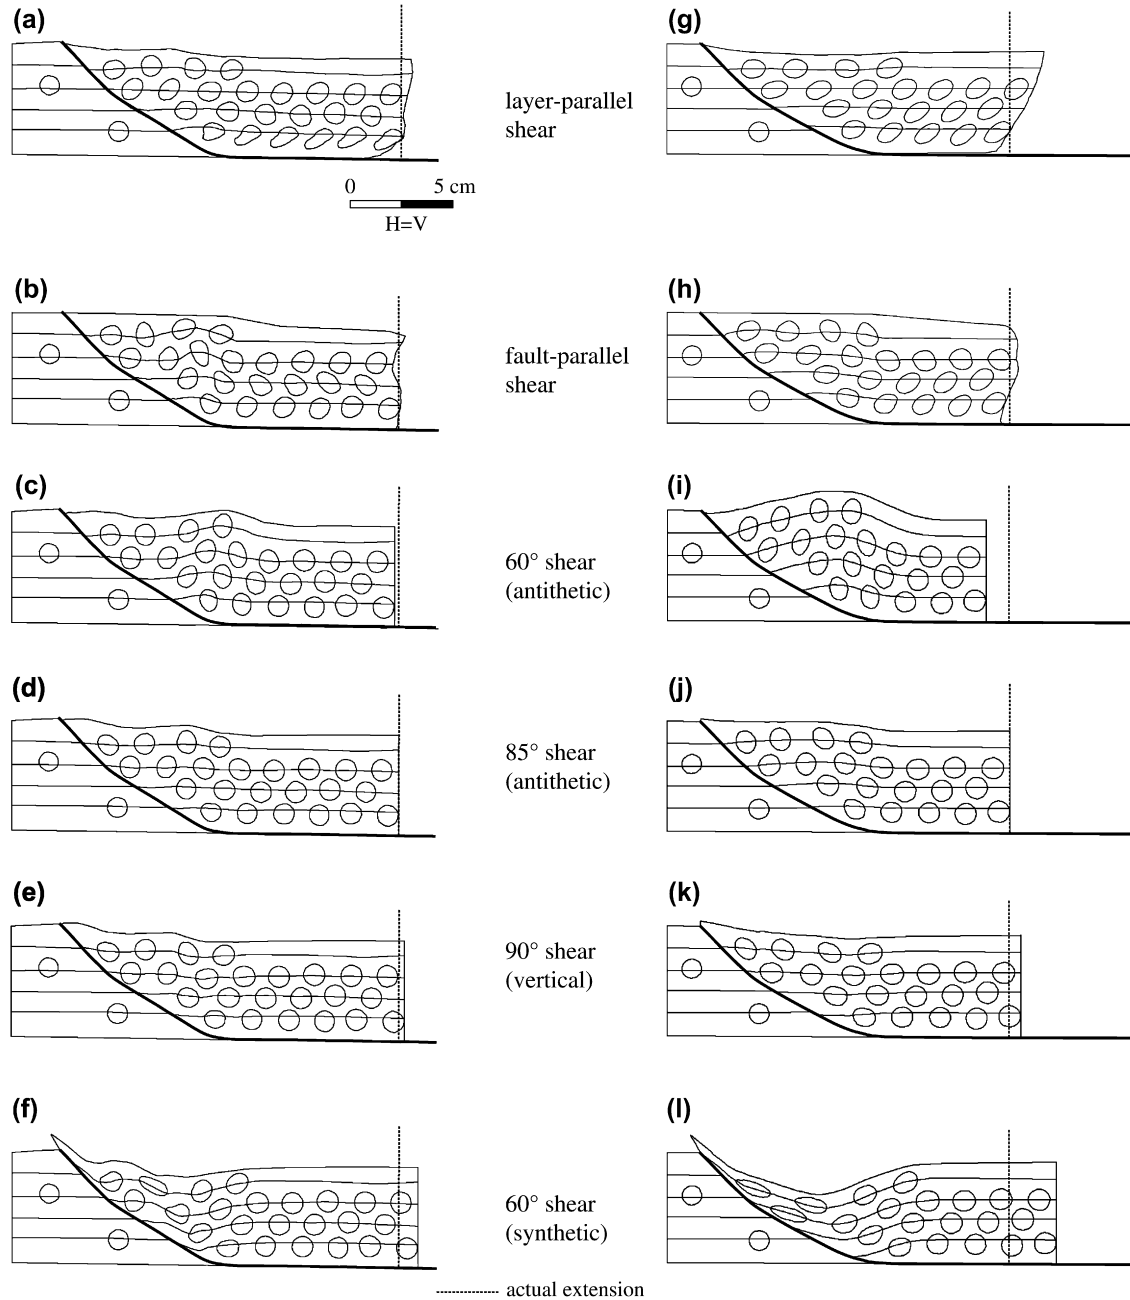 (a)
(g)
layer-parallel
shear
0 5 cm
H=V
(b)
(h)
fault-parallel
shear
(c)
(i)
60° shear
(antithetic)
(d)
(j)
85° shear
(antithetic)
(e)
(k)
90° shear
(vertical)
(f)
(l)
60° shear
(synthetic)
actual extension